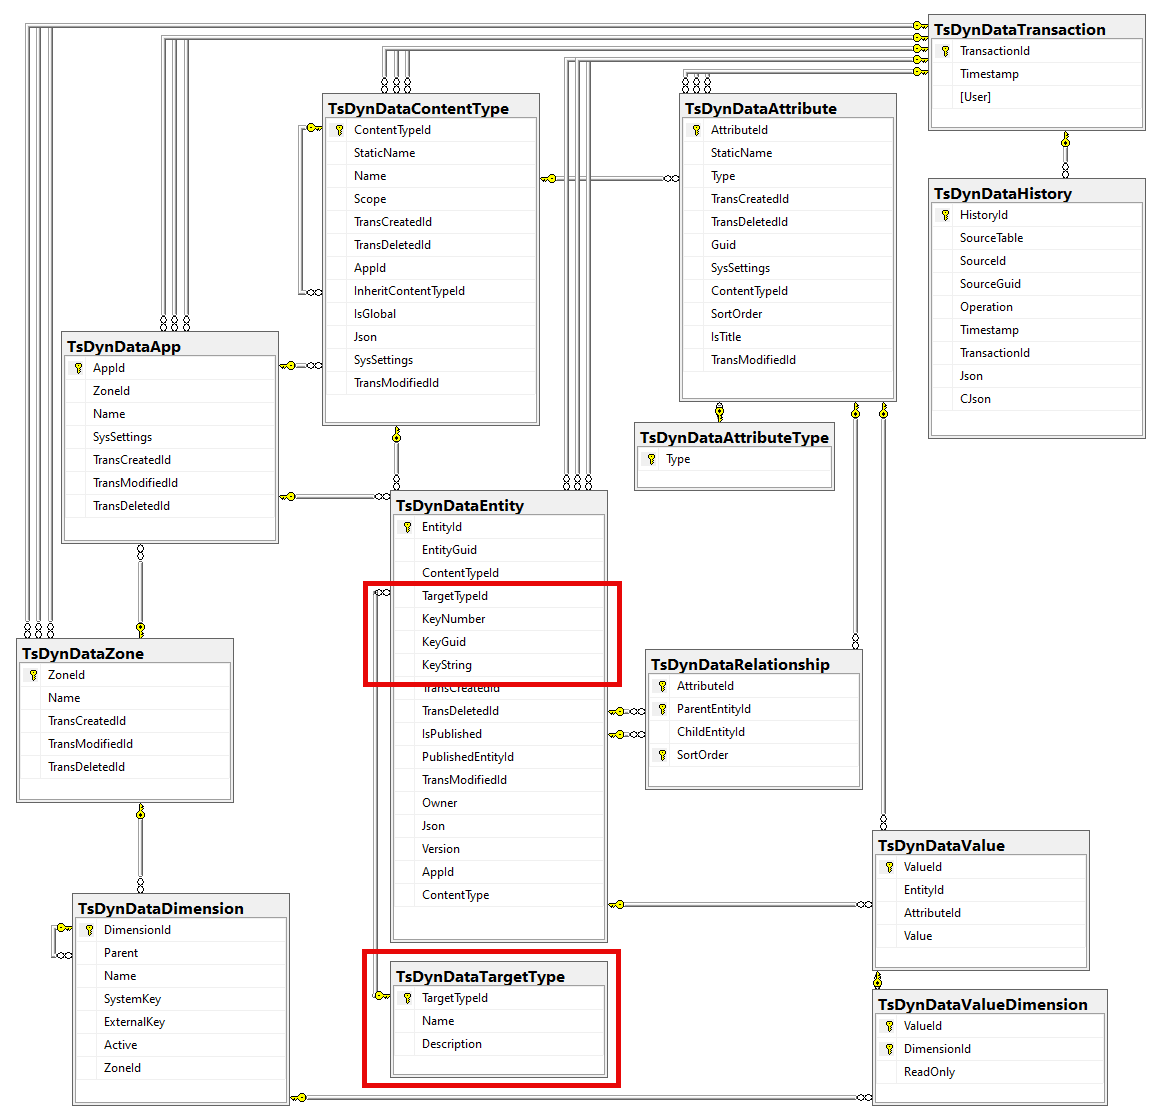 TsDynDataTransaction
TransactionId
Timestamp
[User]
TsDynDataContentType
ContentTypeId
StaticName
Name
Scope
TransCreatedId
TransDeletedId
AppId
InheritContentTypeId
IsGlobal
Json
SysSettings
TransModifiedId
TsDynDataAttribute
AttributeId
StaticName
Type
TransCreatedId
TransDeletedId
Guid
SysSettings
ContentTypeId
SortOrder
IsTitle
TransModifiedId
TsDynDataHistory
HistoryId
SourceTable
SourceId
SourceGuid
Operation
Timestamp
TransactionId
Json
CJson
TsDynDataApp
AppId
ZoneId
Name
SysSettings
TransCreatedId
TransModifiedId
TransDeletedId
TsDynDataAttributeType
Type
TsDynDataEntity
EntityId
EntityGuid
ContentTypeId
TargetTypeId
KeyNumber
KeyGuid
KeyString
TransCreatedId
TransDeletedId
IsPublished
PublishedEntityId
TransModifiedId
Owner
Json
Version
AppId
ContentType
TsDynDataZone
ZoneId
Name
TransCreatedId
TransModifiedId
TransDeletedId
TsDynDataRelationship
AttributeId
ParentEntityId
ChildEntityId
SortOrder
TsDynDataValue
ValueId
EntityId
AttributeId
Value
TsDynDataDimension
DimensionId
Parent
Name
SystemKey
ExternalKey
Active
ZoneId
TsDynDataTargetType
TargetTypeId
Name
Description
TsDynDataValueDimension
ValueId
DimensionId
ReadOnly